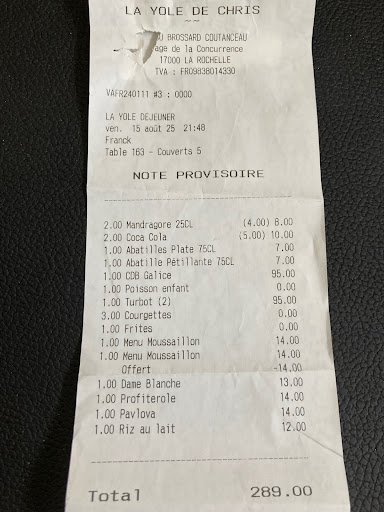 LA YOLE DE CHRIS
~~
BROSSARD COUTANCEAU
de la Concurrence
17000 LA ROCHELLE
TVA : FR09838014330
VAFR240111 #3 : 0000
LA YOLE DEJEUNER
ven. 15 août 25 21:48
Franck
Table 163 - Couverts 5
NOTE PROVISOIRE
2.00 Mandragore 25CL (4.00) 8.00
2.00 Coca Cola (5.00) 10.00
1.00 Abatilles Plate 75CL 7.00
1.00 Abatille Pétillante 75CL 7.00
1.00 CDB Galice 95.00
1.00 Poisson enfant 0.00
1.00 Turbot (2) 95.00
3.00 Courgettes 0.00
1.00 Frites 0.00
1.00 Menu Moussaillon 14.00
1.00 Menu Moussaillon 14.00
Offert -14.00
1.00 Dame Blanche 13.00
1.00 Profiterole 14.00
1.00 Pavlova 14.00
1.00 Riz au lait 12.00
Total 289.00